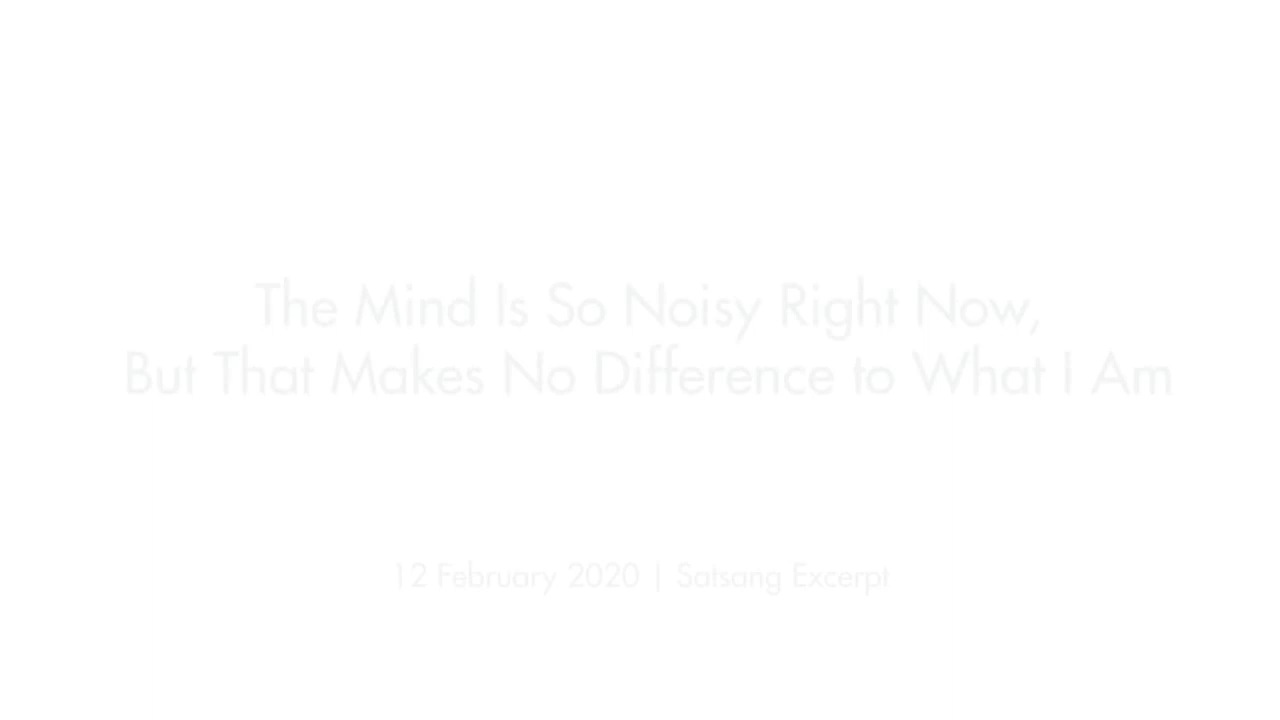 The Mind Is So Noisy Right Now,
But That Makes No Difference to What I Am
12 February 2020 | Satsang Excerpt